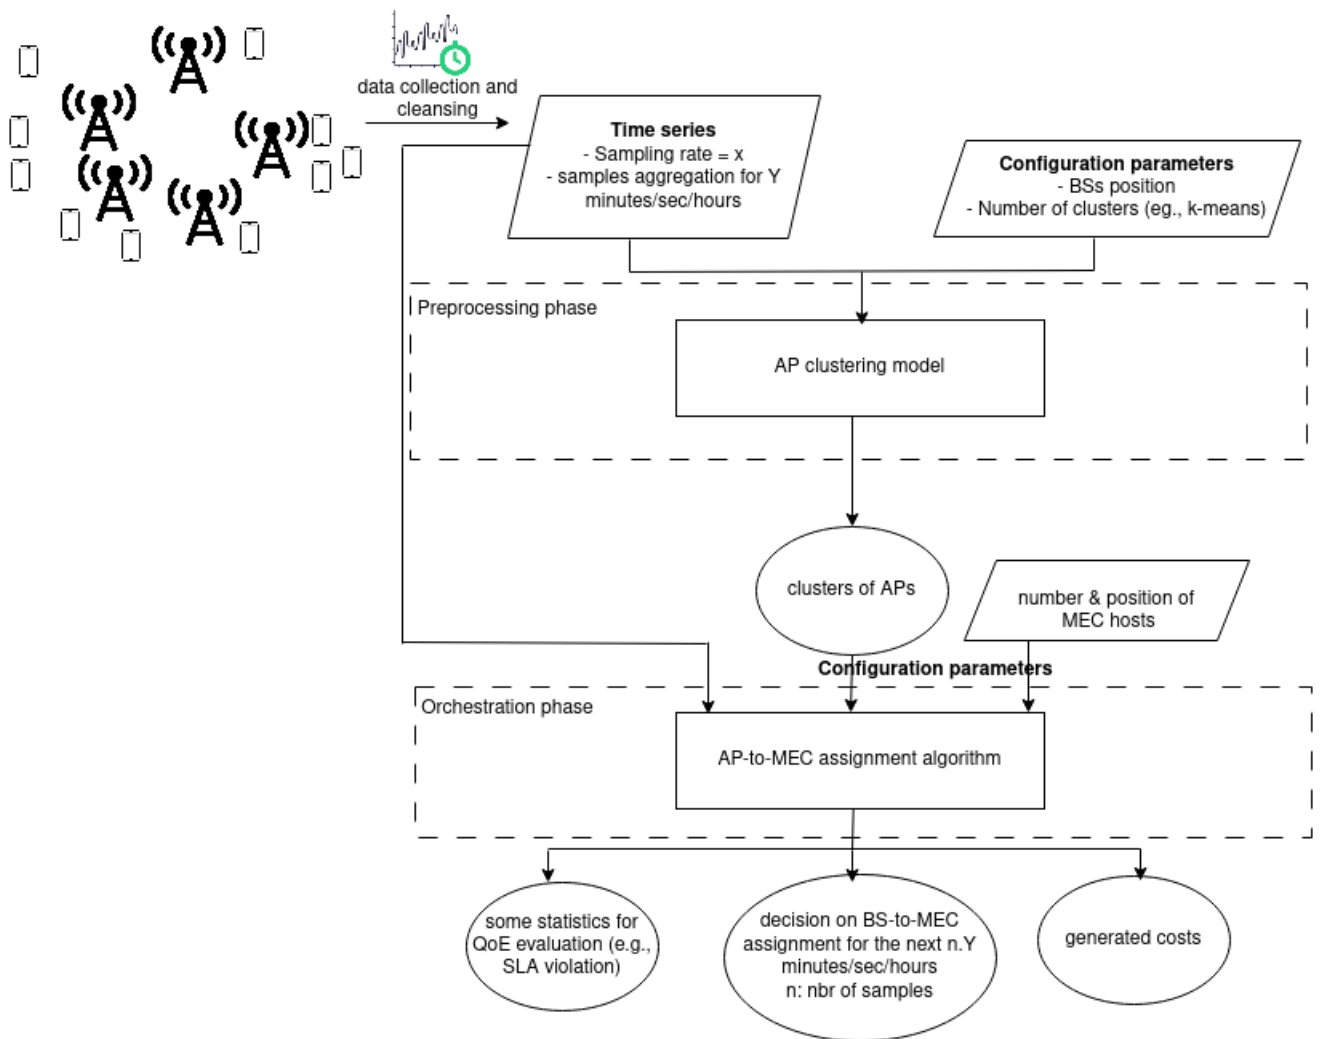 data collection and
cleansing
Time series
- Sampling rate = x
- samples aggregation for Y
minutes/sec/hours
Configuration parameters
- BSs position
- Number of clusters (eg., k-means)
Preprocessing phase
AP clustering model
clusters of APs
number & position of
MEC hosts
Configuration parameters
Orchestration phase
AP-to-MEC assignment algorithm
some statistics for
QoE evaluation (e.g.,
SLA violation)
decision on BS-to-MEC
assignment for the next n.Y
minutes/sec/hours
n: nbr of samples
generated costs